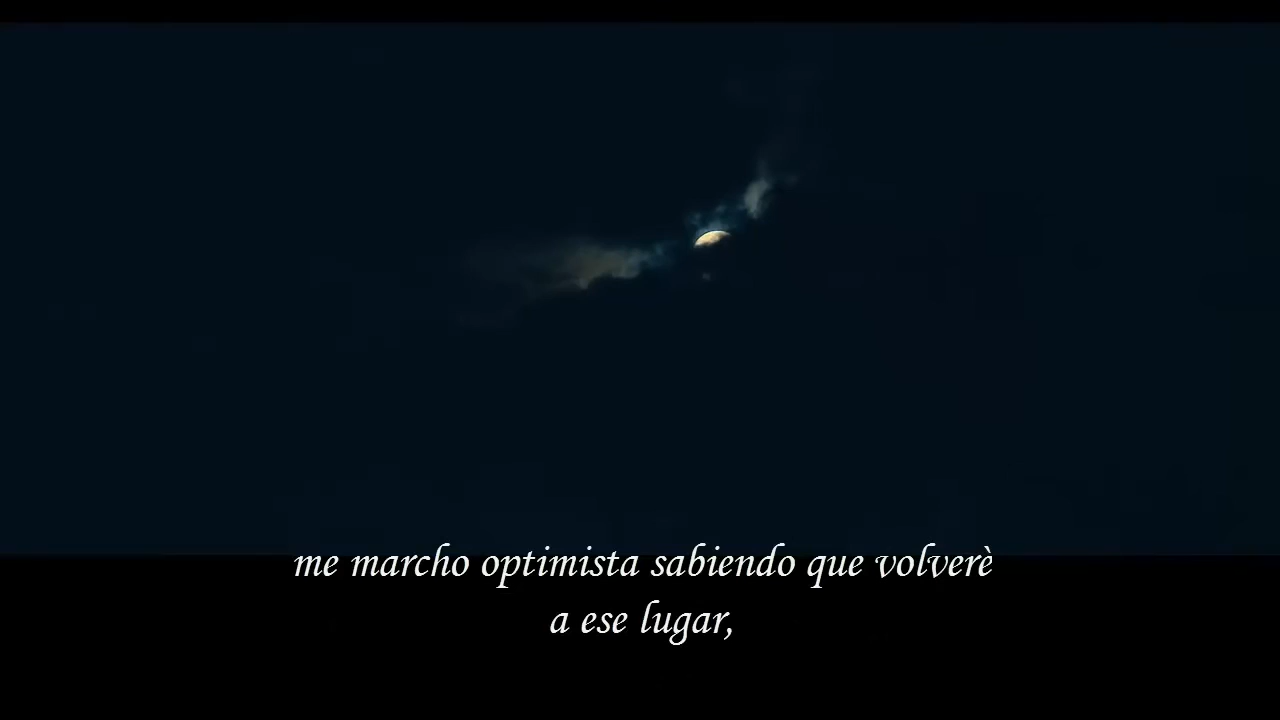 me marcho optimista sabiendo que volverè
a ese lugar,